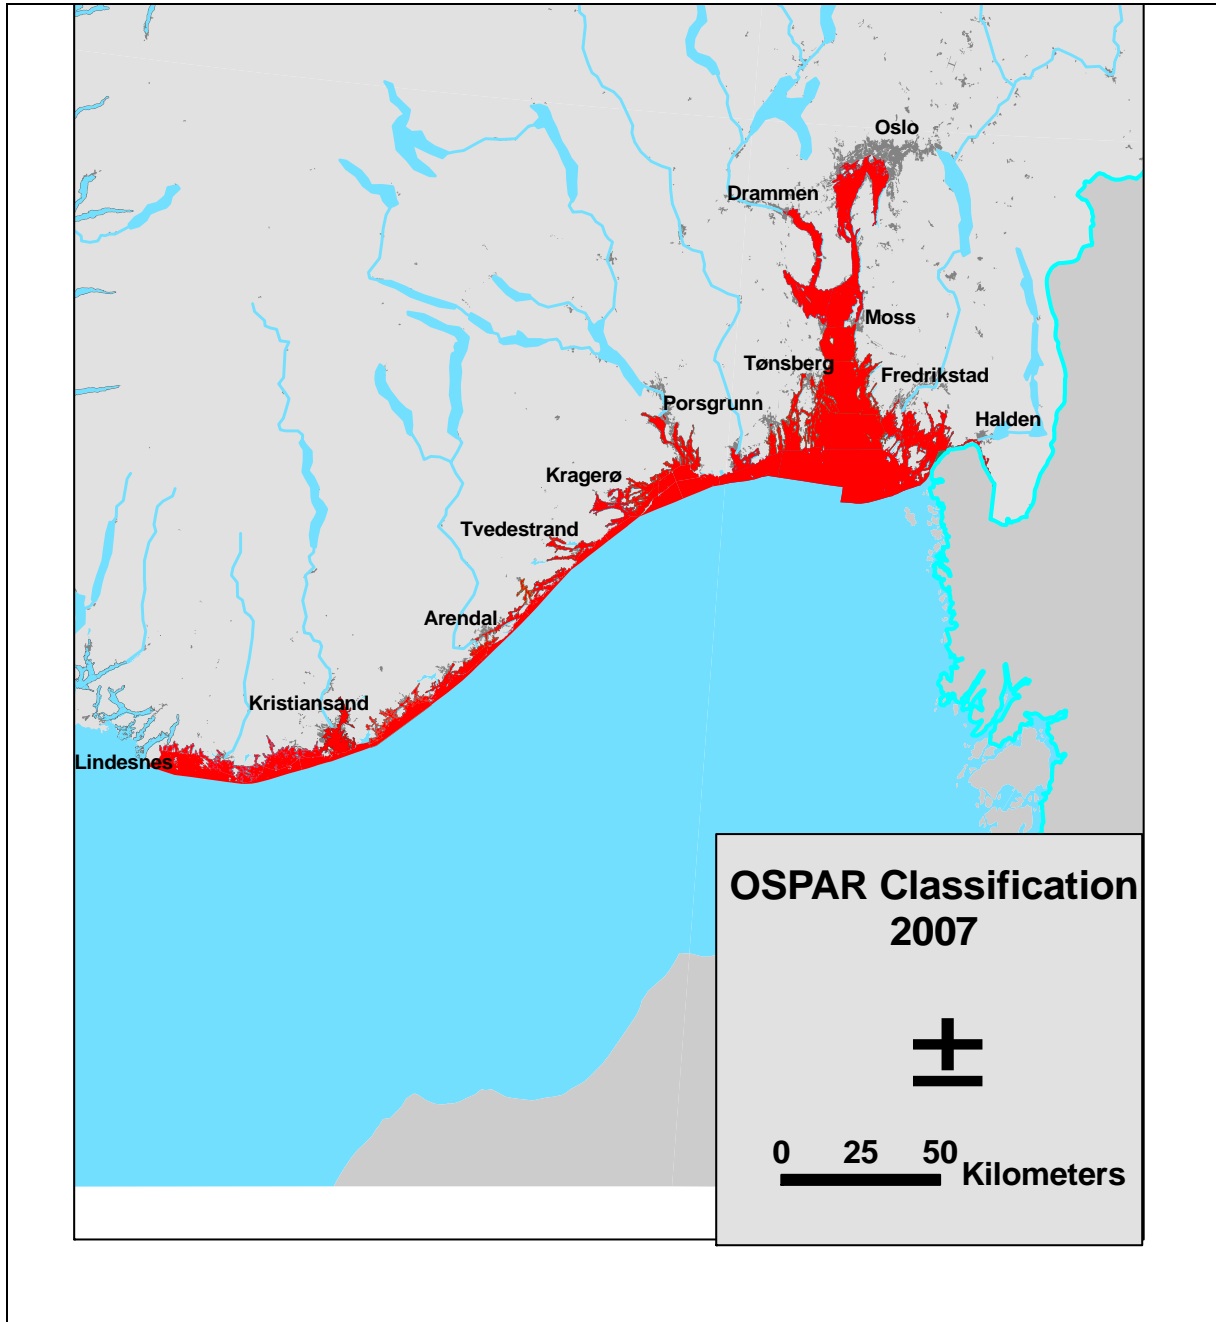 Oslo
Drammen
Moss
Tønsberg
Fredrikstad
Porsgrunn
Halden
Kragerø
Tvedestrand
Arendal
Kristiansand
Lindesnes
OSPAR Classification
2007
±
0 25 50 Kilometers